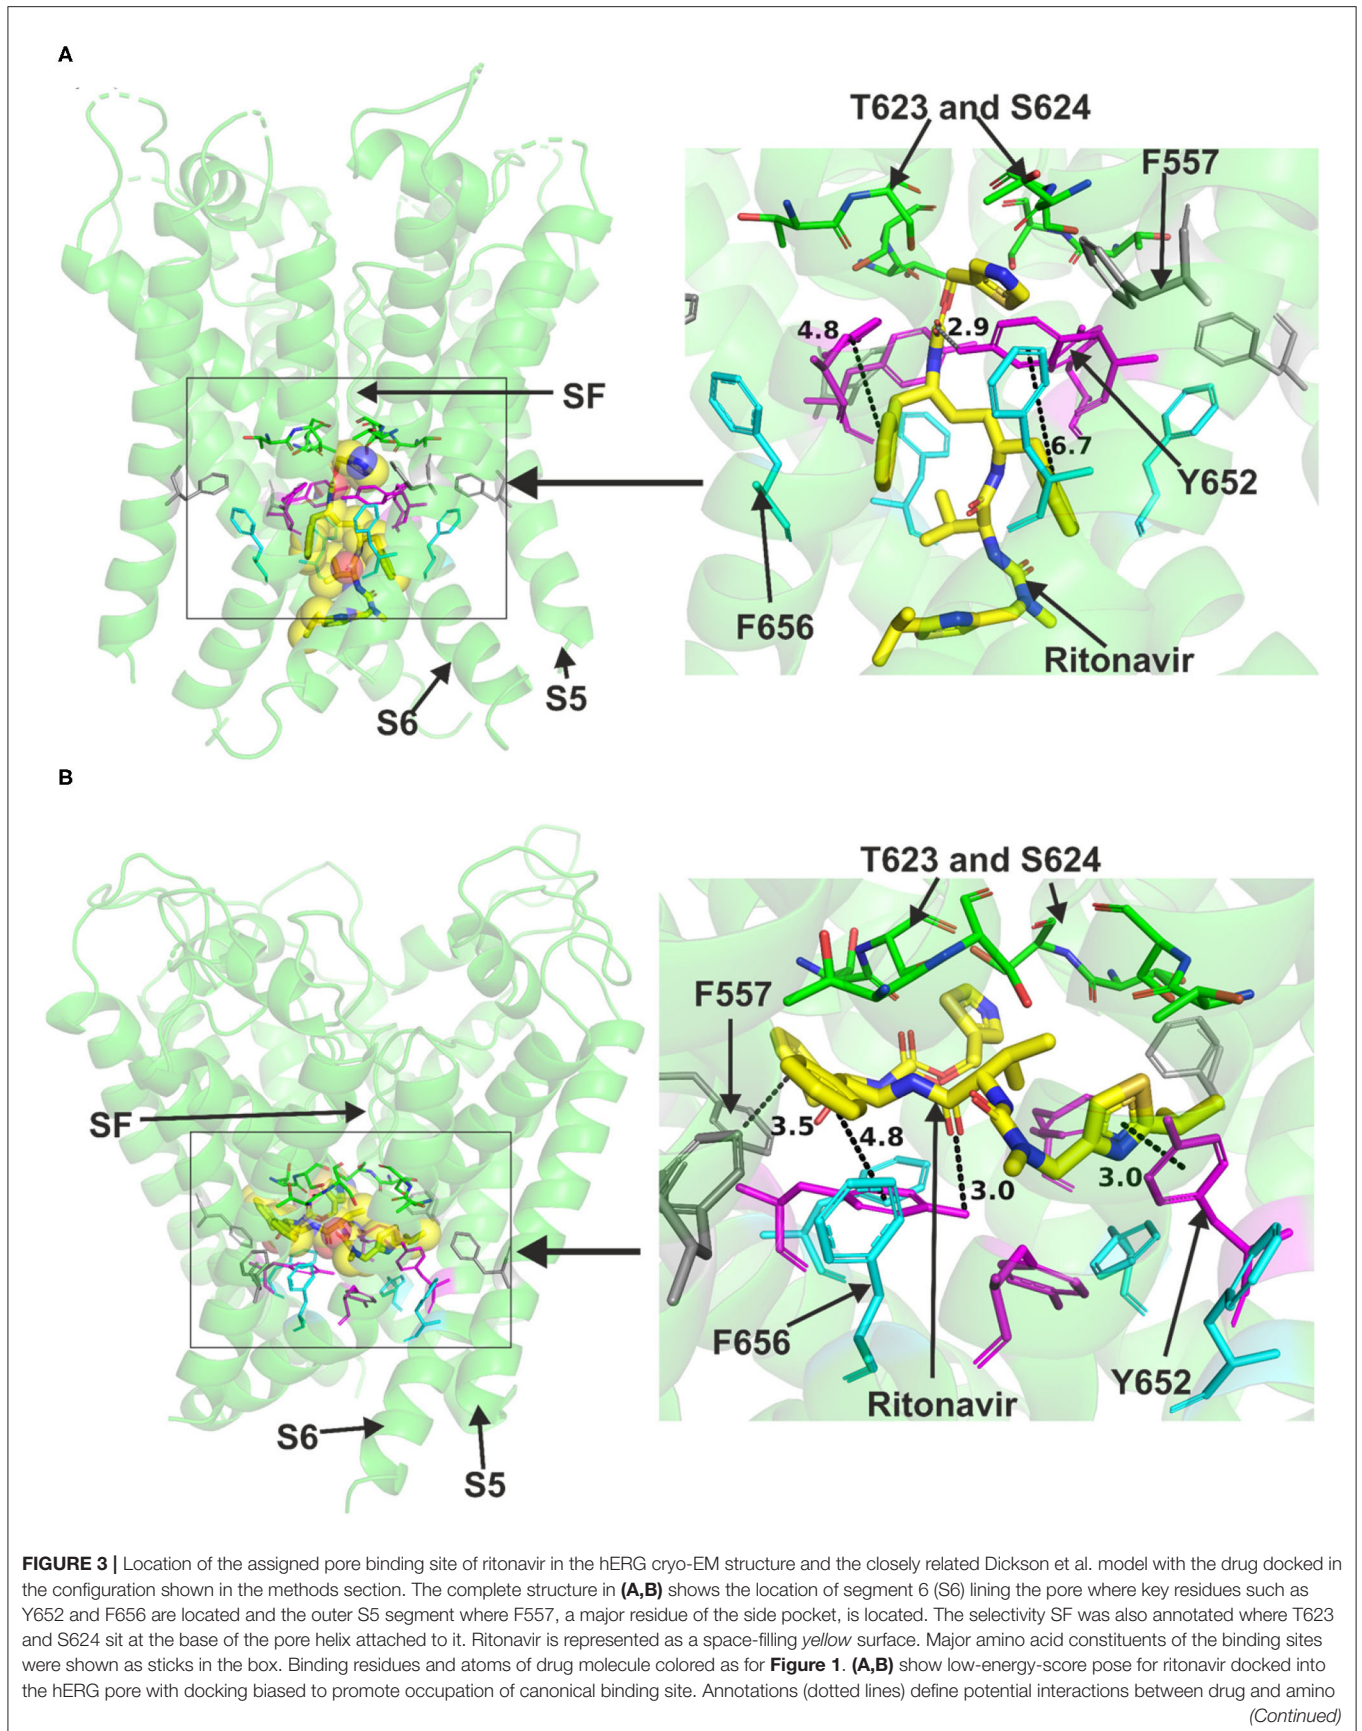 A
T623 and S624
F557
4.8
2.9
SF
6.7
Y652
F656
Ritonavir
S5
S6
B
T623 and S624
F557
SF
3.5
4.8
3.0
3.0
F656
Y652
Ritonavir
S6
S5
FIGURE 3 | Location of the assigned pore binding site of ritonavir in the hERG cryo-EM structure and the closely related Dickson et al. model with the drug docked in
the configuration shown in the methods section. The complete structure in (A,B) shows the location of segment 6 (S6) lining the pore where key residues such as
Y652 and F656 are located and the outer S5 segment where F557, a major residue of the side pocket, is located. The selectivity SF was also annotated where T623
and S624 sit at the base of the pore helix attached to it. Ritonavir is represented as a space-filling yellow surface. Major amino acid constituents of the binding sites
were shown as sticks in the box. Binding residues and atoms of drug molecule colored as for Figure 1. (A,B) show low-energy-score pose for ritonavir docked into
the hERG pore with docking biased to promote occupation of canonical binding site. Annotations (dotted lines) define potential interactions between drug and amino
(Continued)